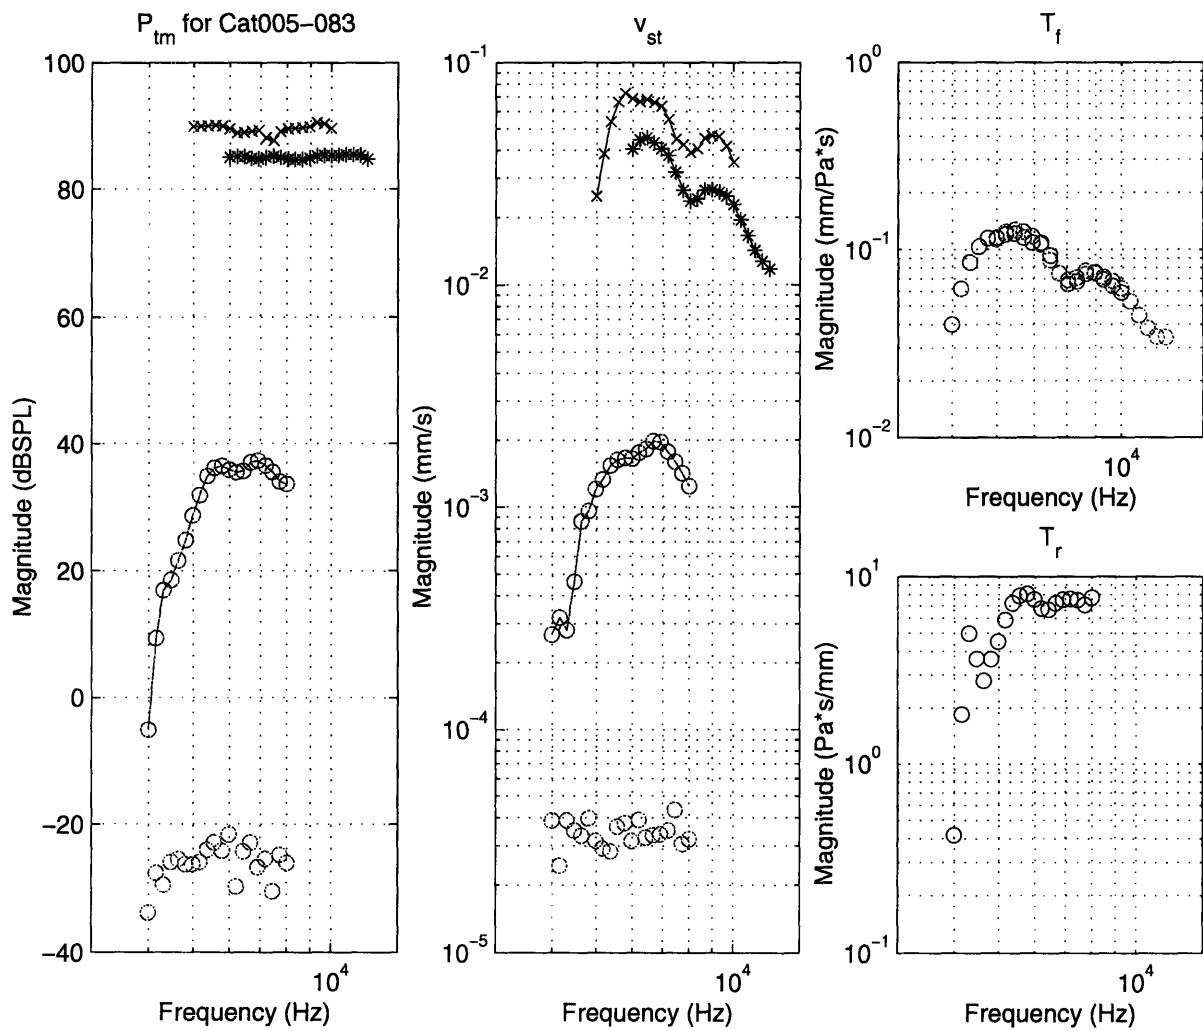 P_tm for Cat005−083
100
80
60
40
20
0
−20
−40
Magnitude (dBSPL)
10^4
Frequency (Hz)
v_st
10^−1
10^−2
10^−3
10^−4
10^−5
Magnitude (mm/s)
10^4
Frequency (Hz)
T_f
10^0
10^−1
10^−2
Magnitude (mm/Pa*s)
10^4
Frequency (Hz)
T_r
10^1
10^0
10^−1
Magnitude (Pa*s/mm)
10^4
Frequency (Hz)